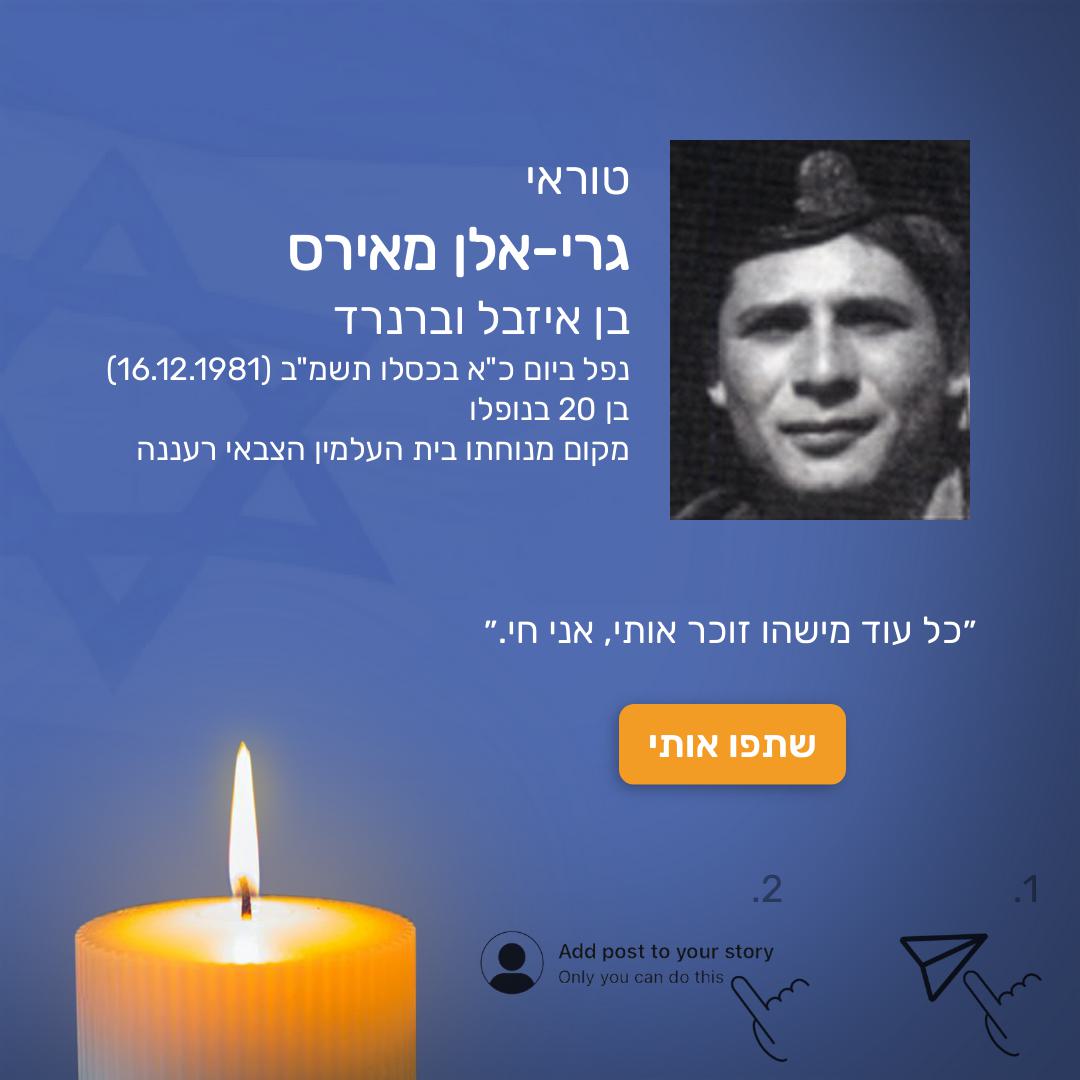 טוראי
גרי-אלן מאירס
בן איזבל וברנרד
נפל ביום כ"א בכסלו תשמ"ב (16.12.1981)
בן 20 בנופלו
מקום מנוחתו בית העלמין הצבאי רעננה
״כל עוד מישהו זוכר אותי, אני חי.״
שתפו אותי
.1
.2
Add post to your story
Only you can do this